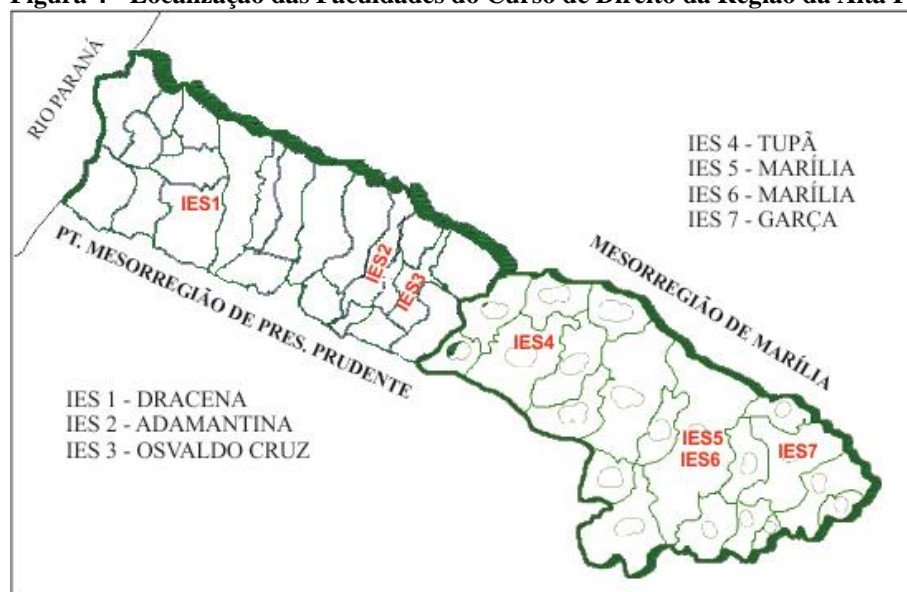 RIO PARANÁ
IES 4 - TUPÃ
IES 5 - MARÍLIA
IES 6 - MARÍLIA
IES 7 - GARÇA
IES1
IES2
IES3
MESORREGIÃO DE MARÍLIA
PT. MESORREGIÃO DE PRES. PRUDENTE
IES4
IES 1 - DRACENA
IES 2 - ADAMANTINA
IES 3 - OSVALDO CRUZ
IES5
IES6
IES7